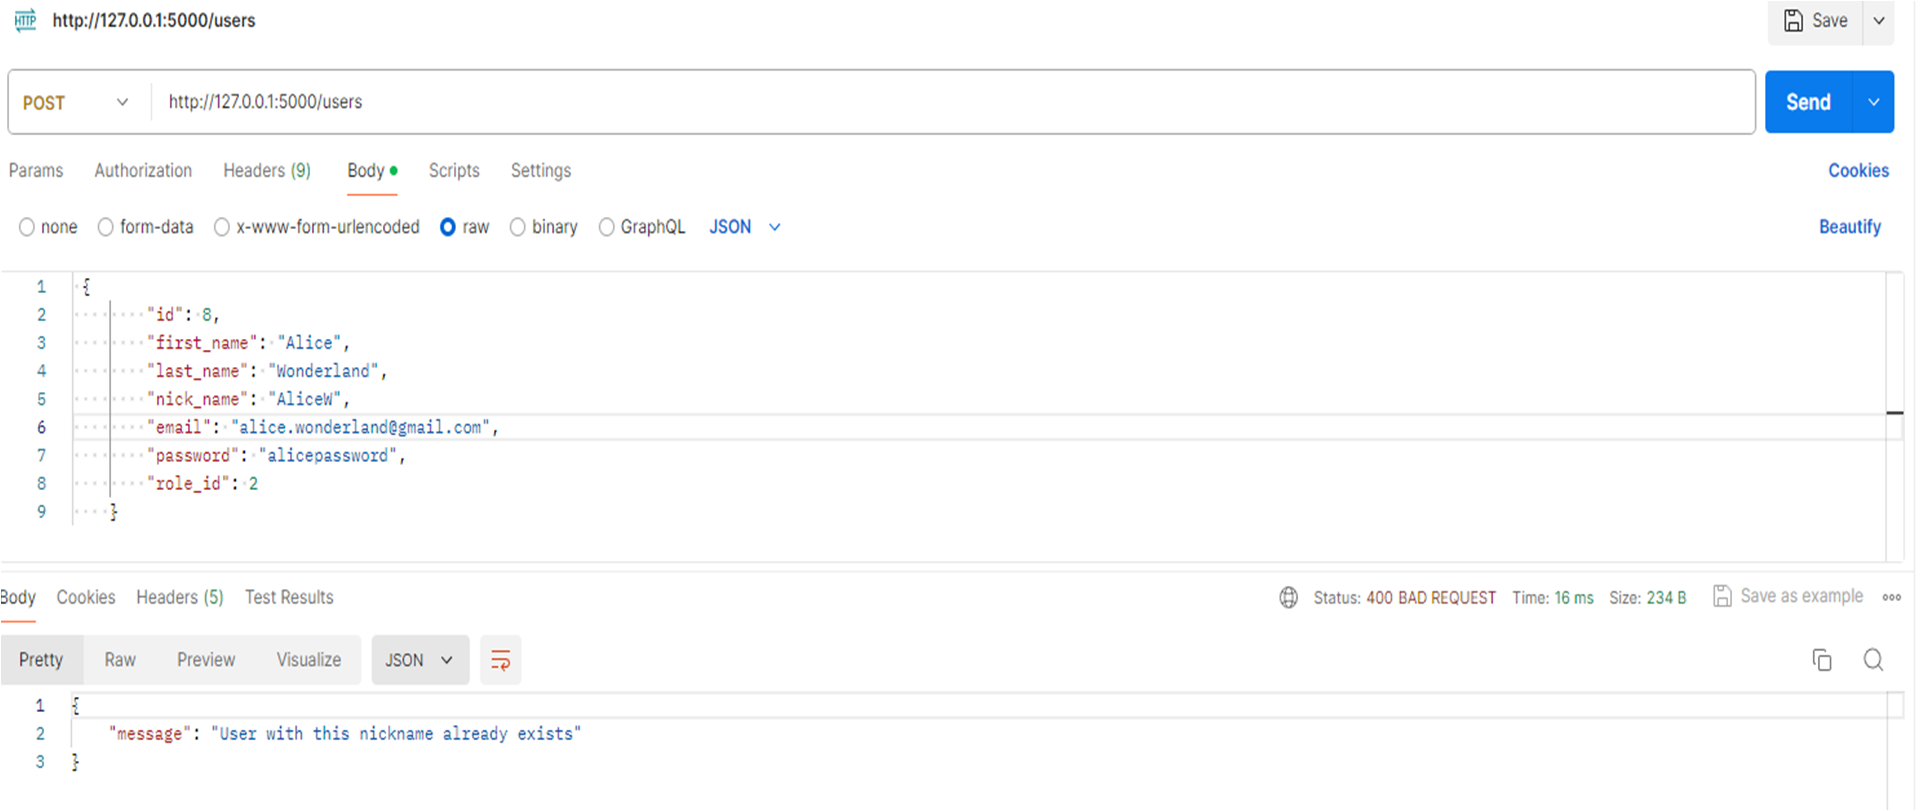 HTTP http://127.0.0.1:5000/users Save
POST http://127.0.0.1:5000/users Send
Params Authorization Headers (9) Body Scripts Settings Cookies
none form-data x-www-form-urlencoded raw binary GraphQL JSON Beautify
1 {
2 "id": 8,
3 "first_name": "Alice",
4 "last_name": "Wonderland",
5 "nick_name": "AliceW",
6 "email": "alice.wonderland@gmail.com",
7 "password": "alicepassword",
8 "role_id": 2
9 }
Body Cookies Headers (5) Test Results Status: 400 BAD REQUEST Time: 16 ms Size: 234 B Save as example
Pretty Raw Preview Visualize JSON
1 {
2 "message": "User with this nickname already exists"
3 }